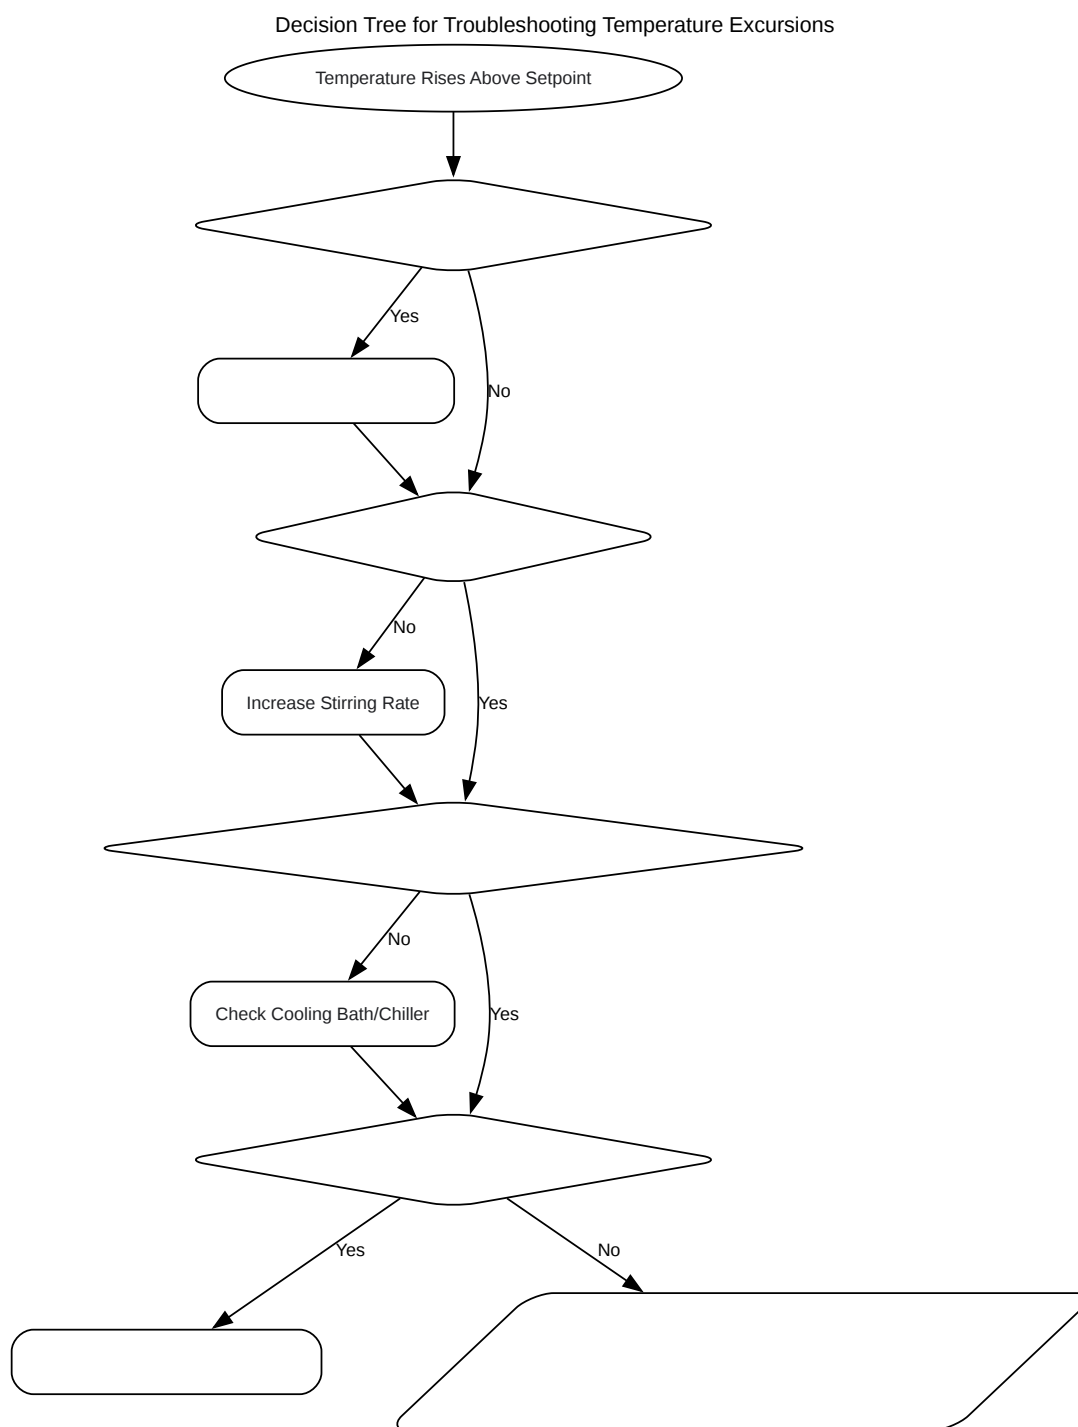 Decision Tree for Troubleshooting Temperature Excursions
Temperature Rises Above Setpoint
Yes
No
No
Increase Stirring Rate
Yes
No
Check Cooling Bath/Chiller
Yes
Yes
No